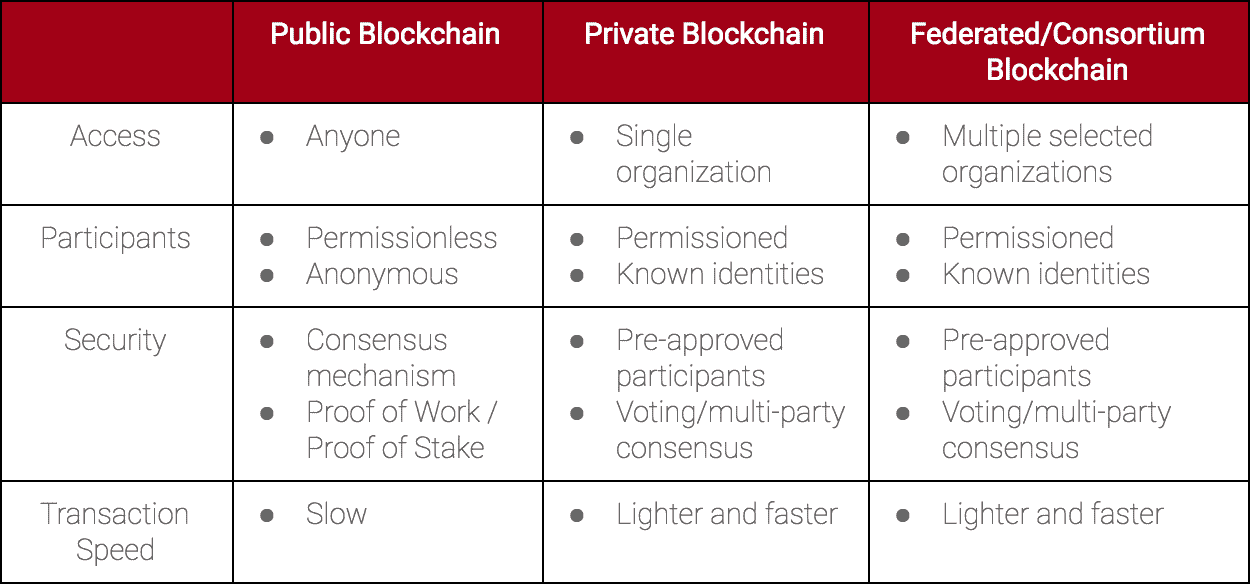 Public Blockchain
Private Blockchain
Federated/Consortium
Blockchain
Access
● Anyone
● Single
organization
● Multiple selected
organizations
Participants
● Permissionless
● Anonymous
● Permissioned
● Known identities
● Permissioned
● Known identities
Security
● Consensus
mechanism
● Proof of Work /
Proof of Stake
● Pre-approved
participants
● Voting/multi-party
consensus
● Pre-approved
participants
● Voting/multi-party
consensus
Transaction
Speed
● Slow
● Lighter and faster
● Lighter and faster